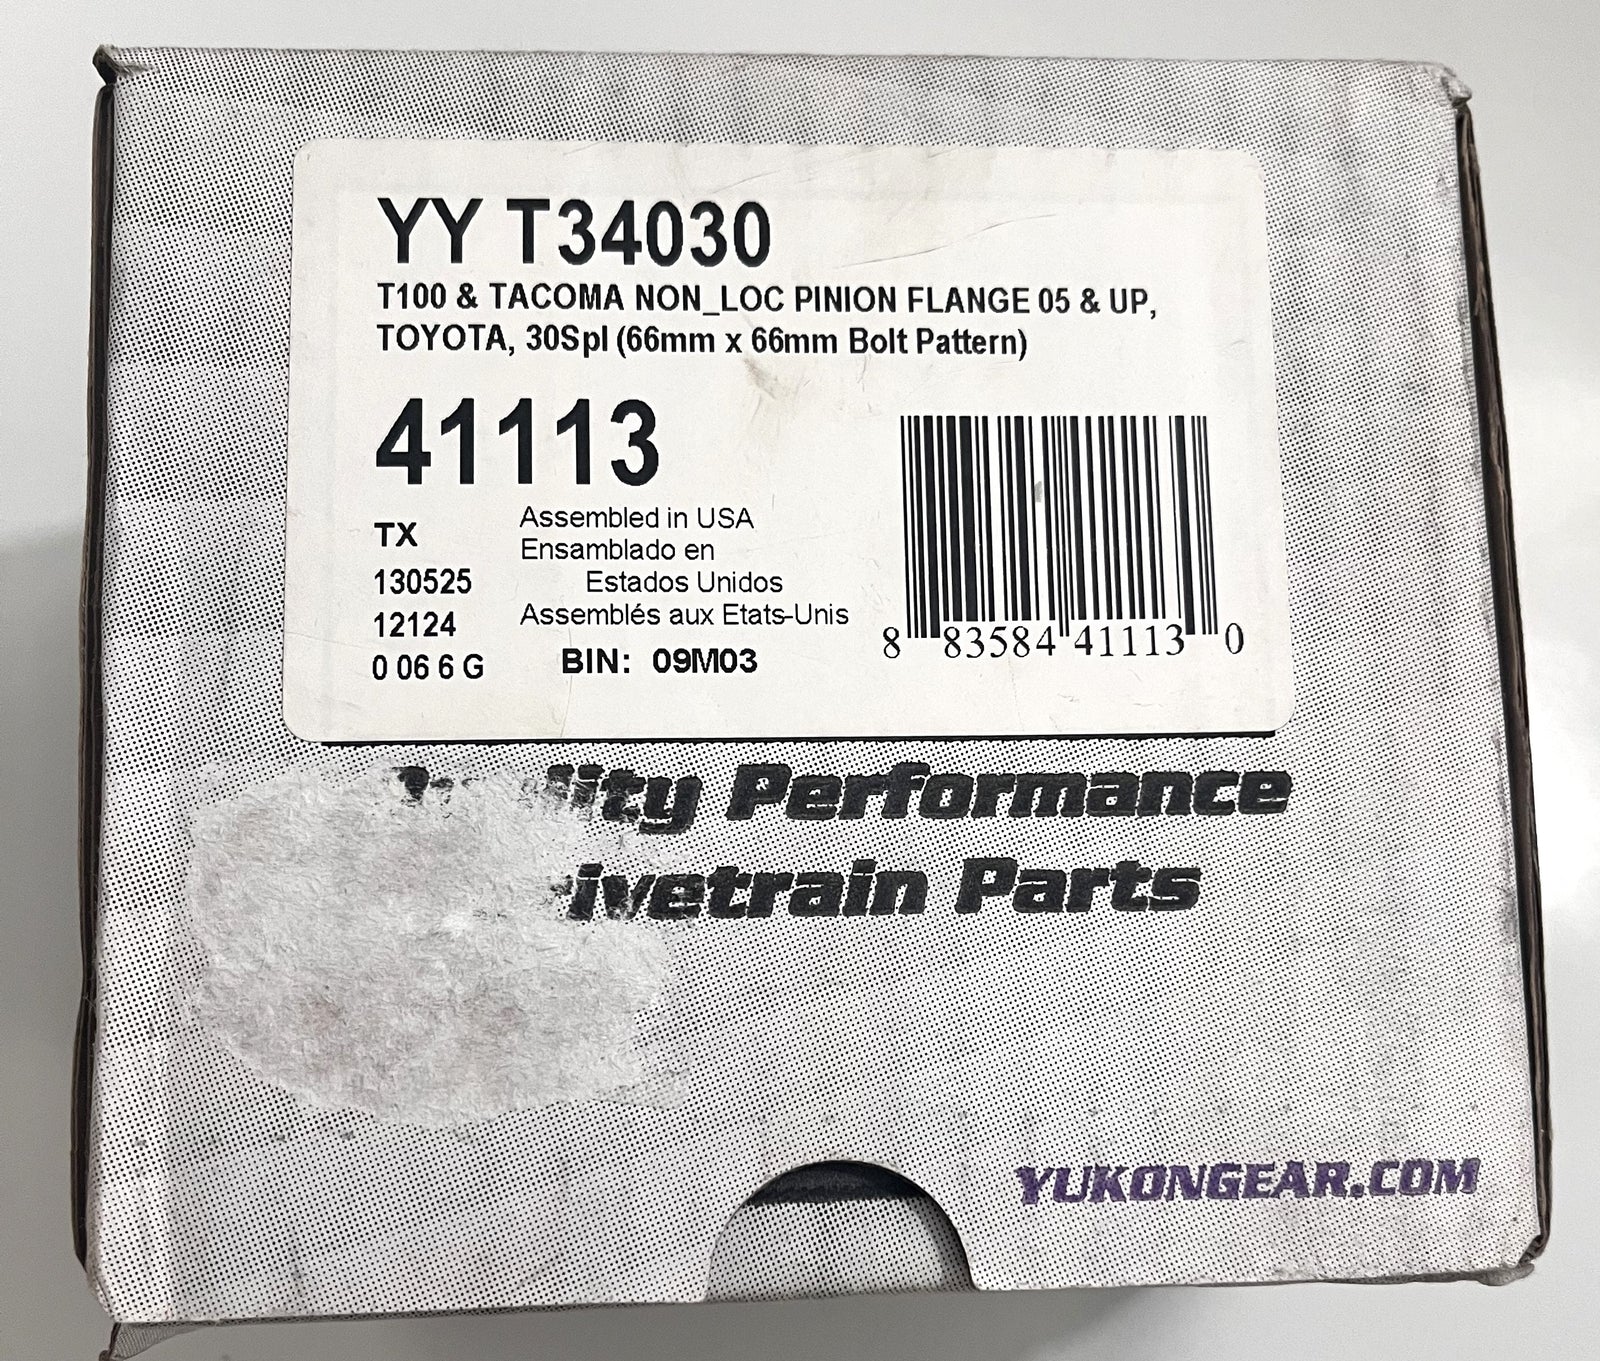 YY T34030
T100 & TACOMA NON_LOC PINION FLANGE 05 & UP,
TOYOTA, 30Spl (66mm x 66mm Bolt Pattern)
41113
TX
130525
12124
0 06 6 G
Assembled in USA
Ensamblado en
Estados Unidos
Assemblés aux Etats-Unis
BIN: 09M03
8 83584 41113 0
Performance
Parts
YUKONGEAR.COM